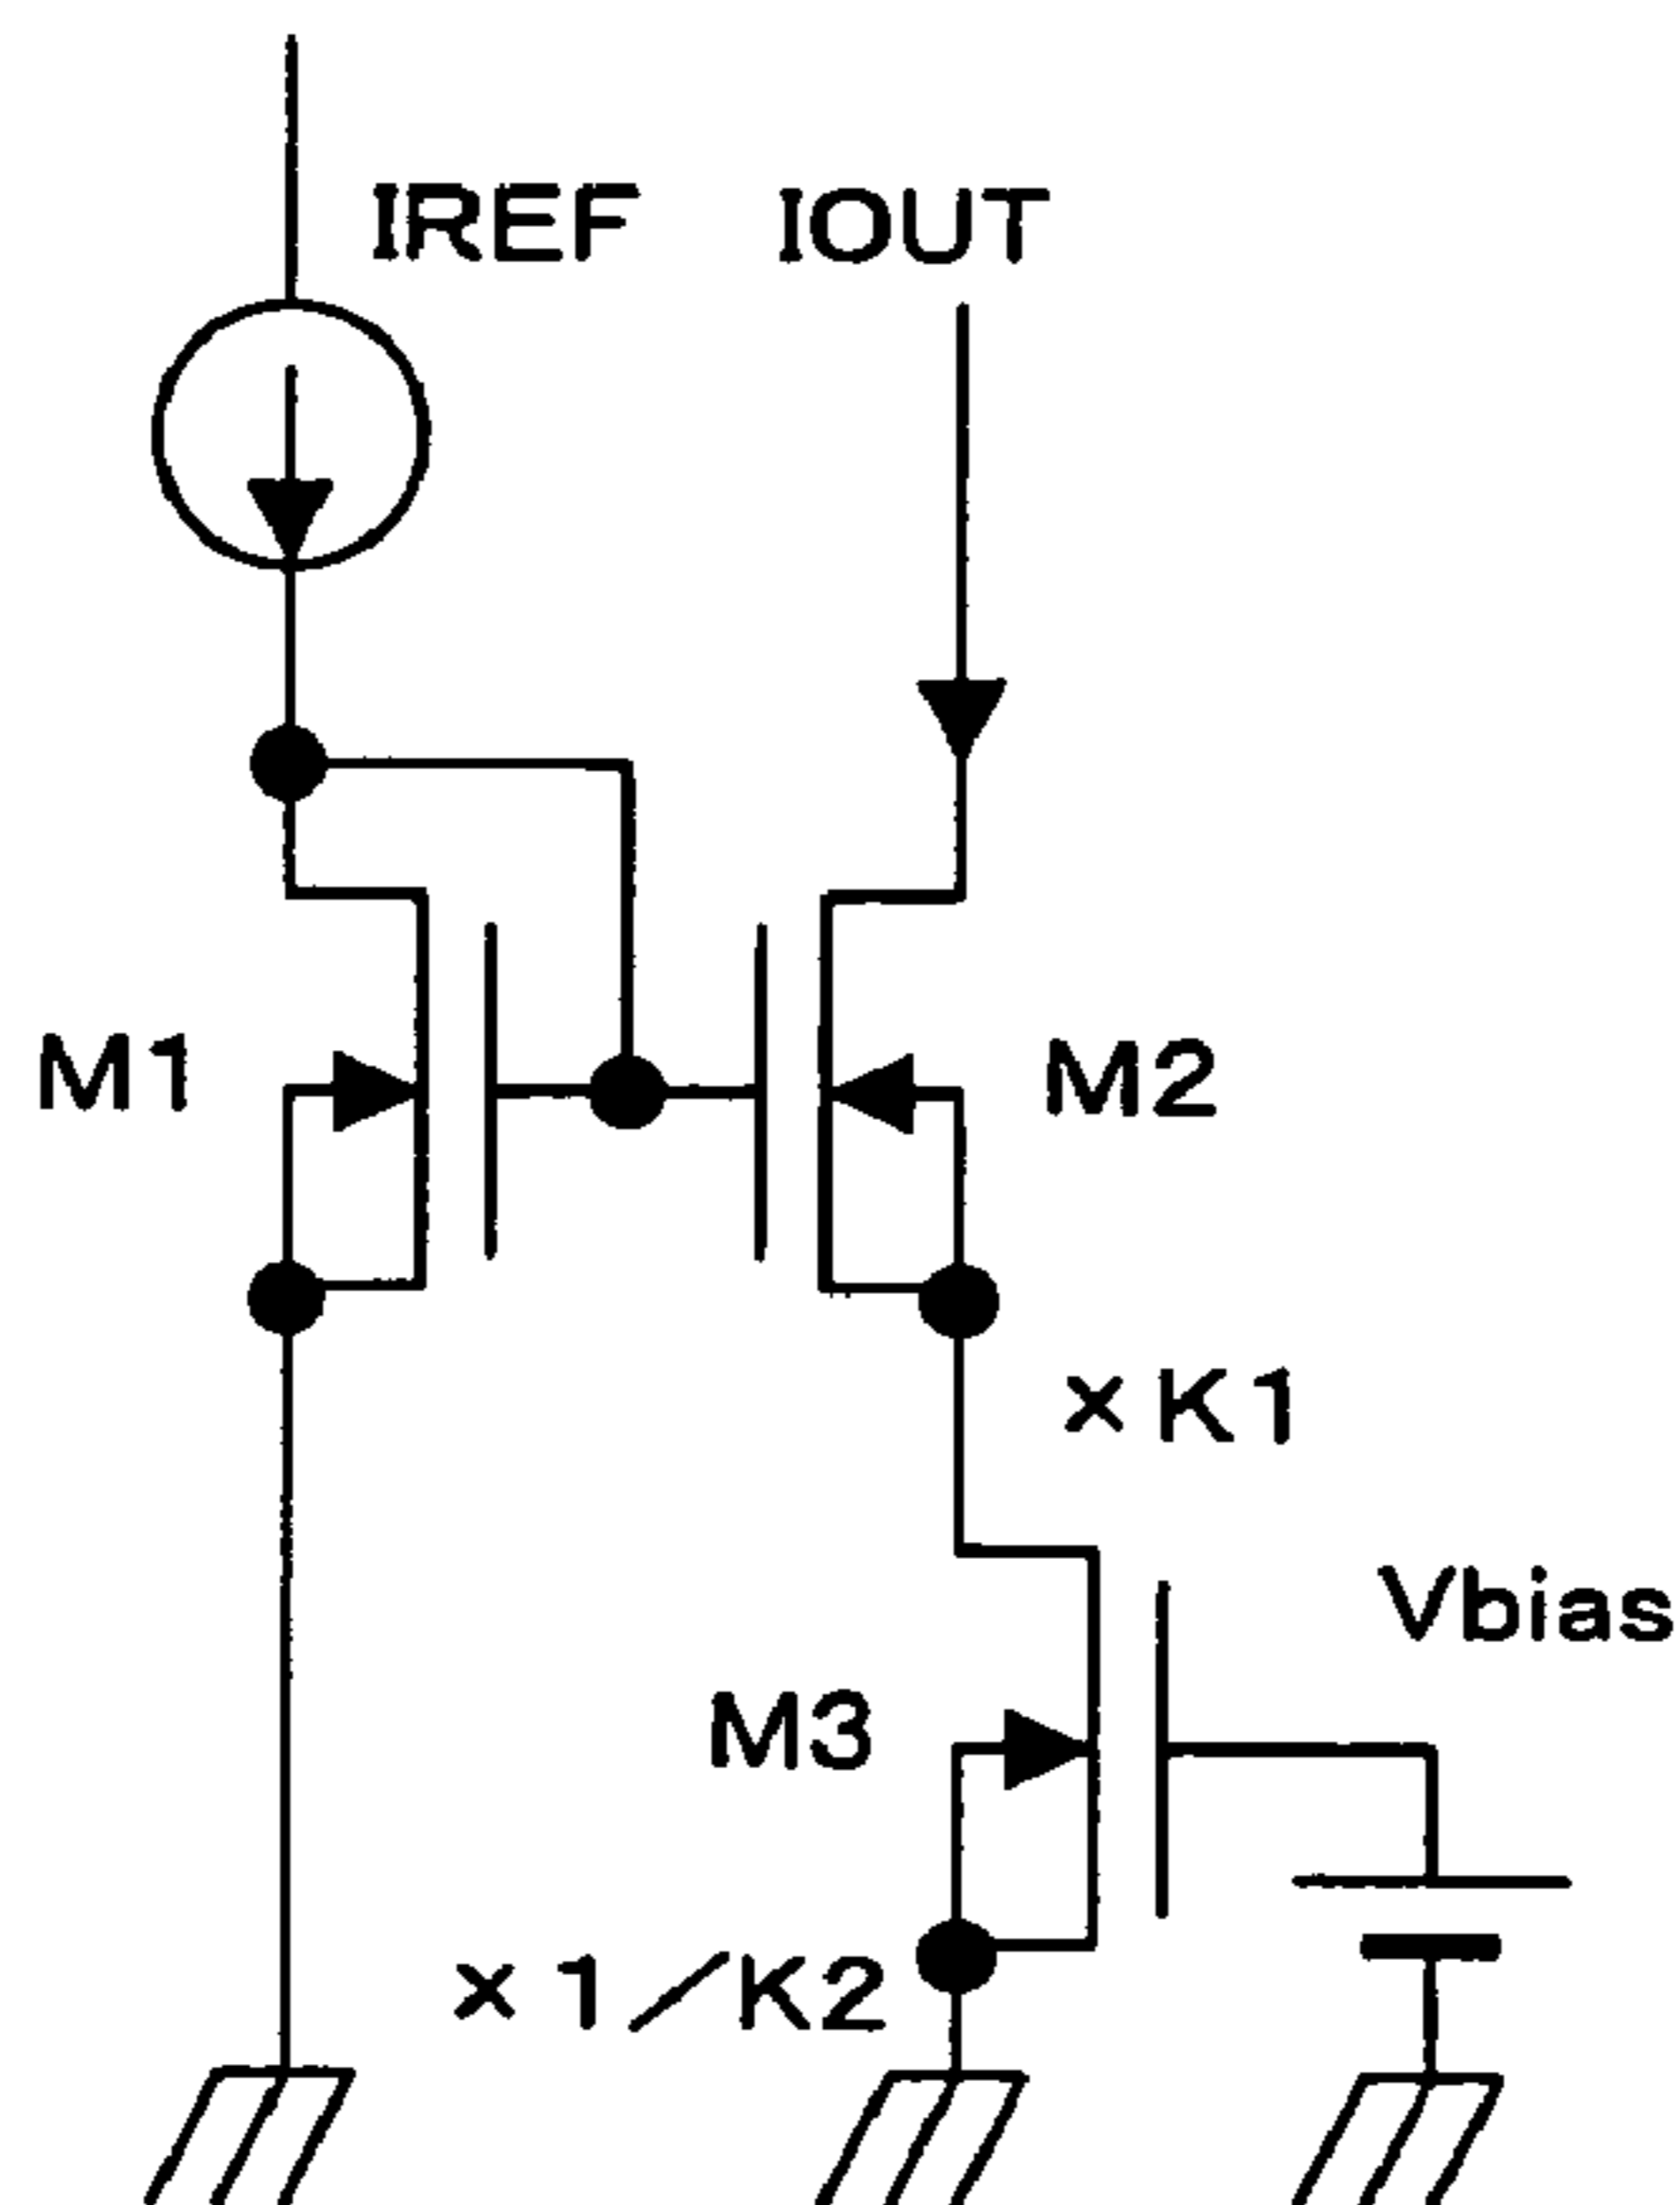 IREF
IOUT
M1
M2
×K1
Vbias
M3
×1/K2